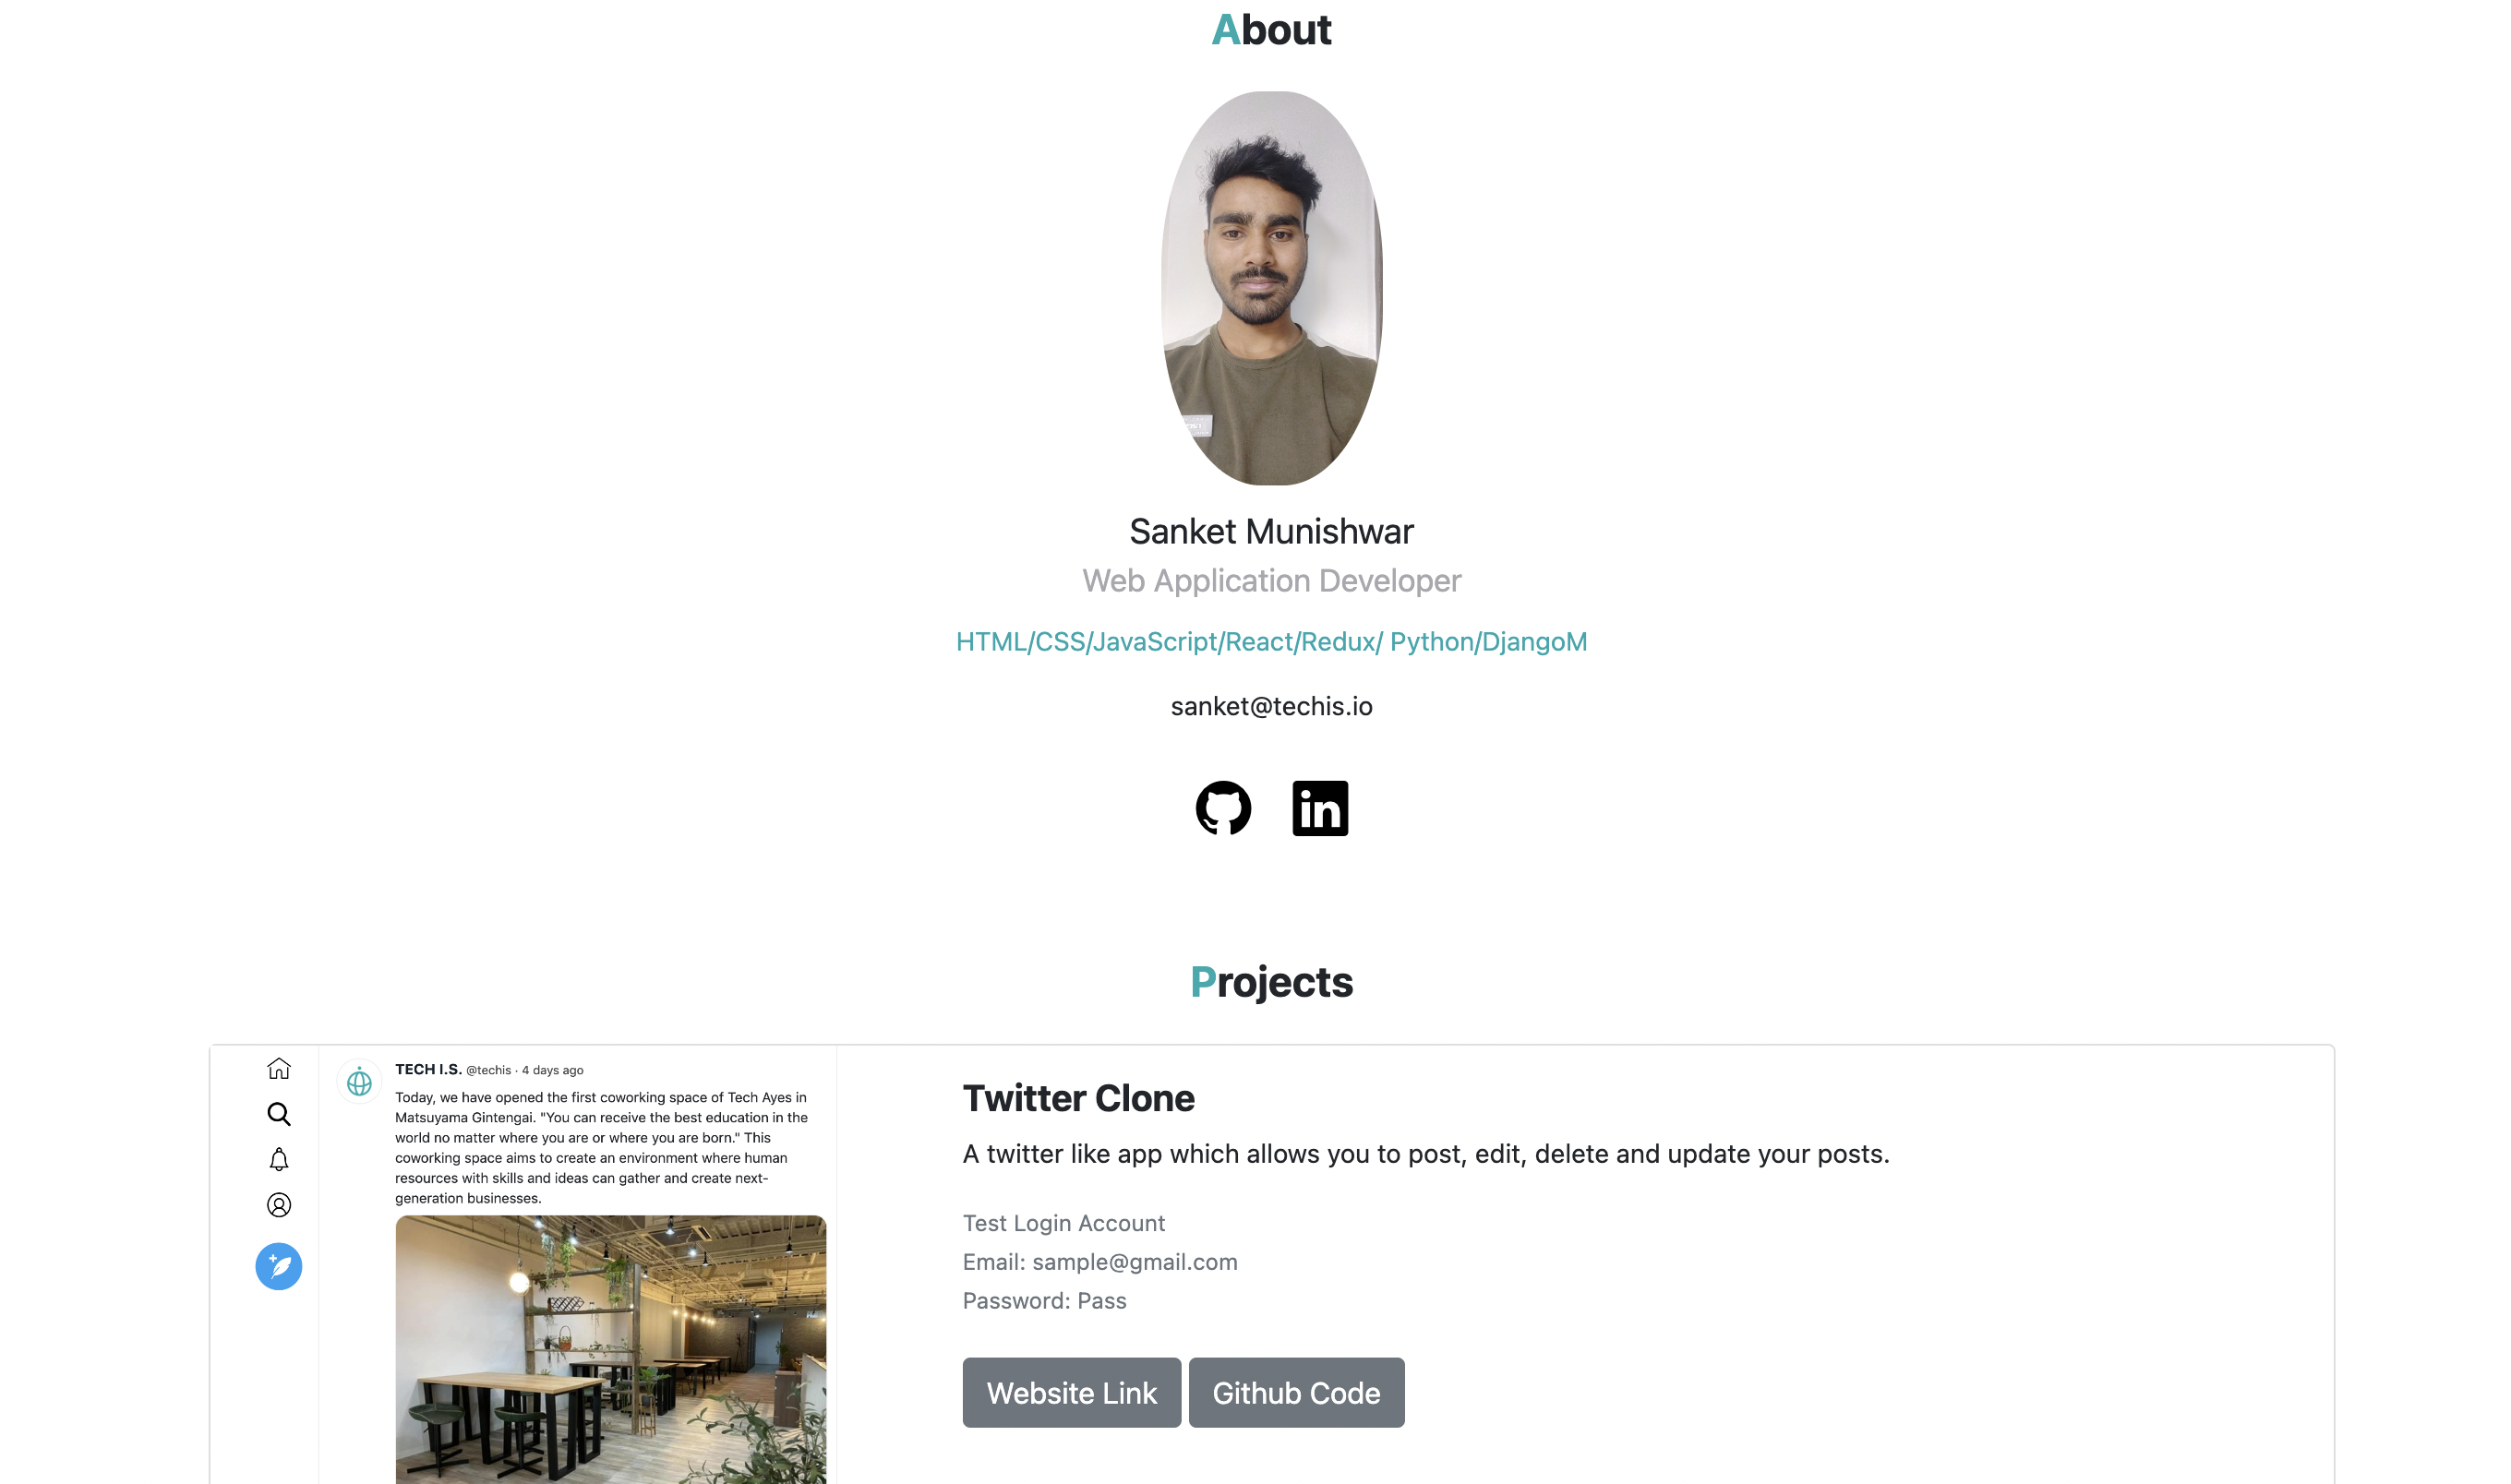 About
Sanket Munishwar
Web Application Developer
HTML/CSS/JavaScript/React/Redux/ Python/DjangoM
sanket@techis.io
in
Projects
TECH I.S. @techis · 4 days ago
Today, we have opened the first coworking space of Tech Ayes in
Matsuyama Gintengai. "You can receive the best education in the
world no matter where you are or where you are born." This
coworking space aims to create an environment where human
resources with skills and ideas can gather and create next-
generation businesses.
Twitter Clone
A twitter like app which allows you to post, edit, delete and update your posts.
Test Login Account
Email: sample@gmail.com
Password: Pass
Website Link
Github Code